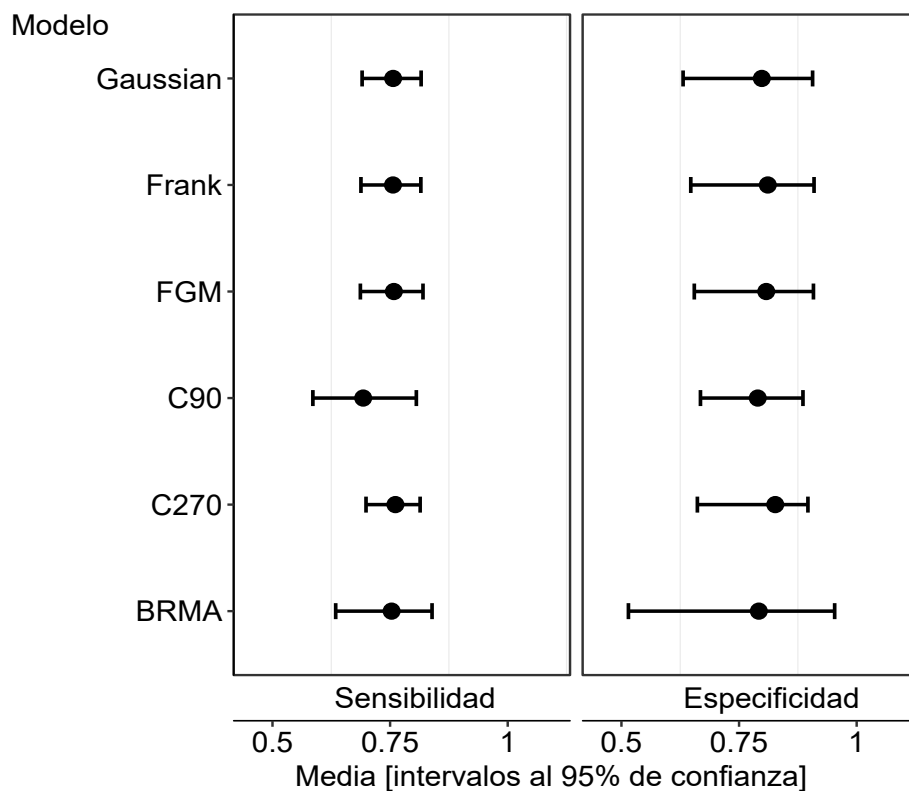 Modelo
Gaussian
Frank
FGM
C90
C270
BRMA
Sensibilidad Especificidad
0.5 0.75 1 0.5 0.75 1
Media [intervalos al 95% de confianza]